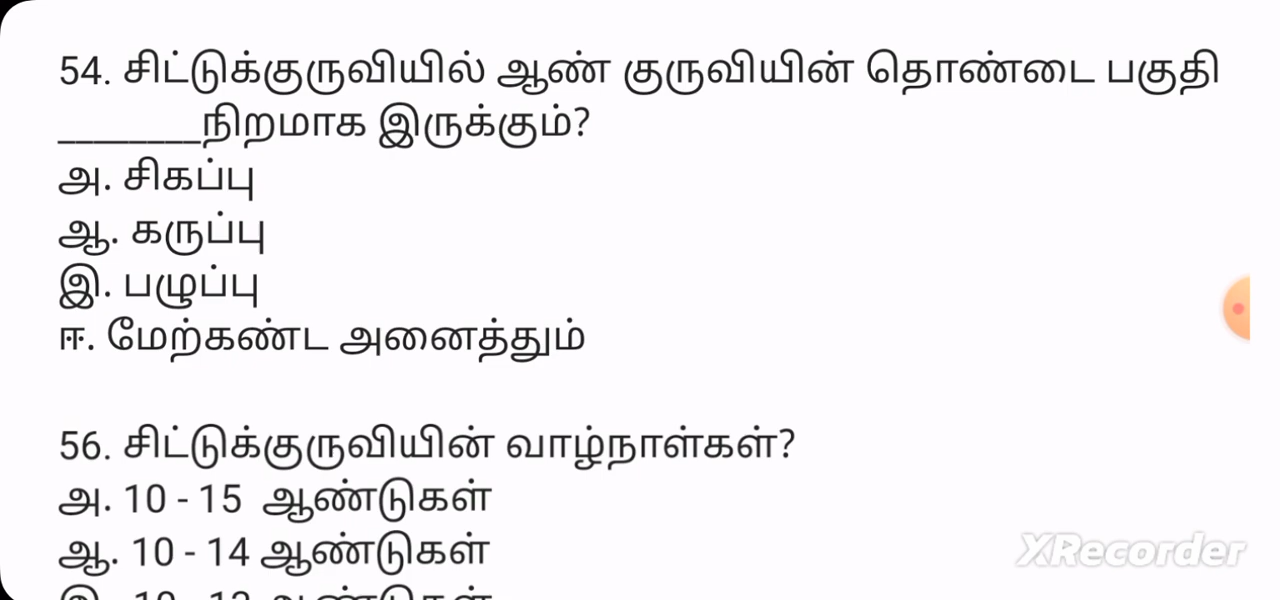 54. சிட்டுக்குருவியில் ஆண் குருவியின் தொண்டை பகுதி
________நிறமாக இருக்கும்?
அ. சிகப்பு
ஆ. கருப்பு
இ. பழுப்பு
ஈ. மேற்கண்ட அனைத்தும்
56. சிட்டுக்குருவியின் வாழ்நாள்கள்?
அ. 10 - 15 ஆண்டுகள்
ஆ. 10 - 14 ஆண்டுகள்
XRecorder